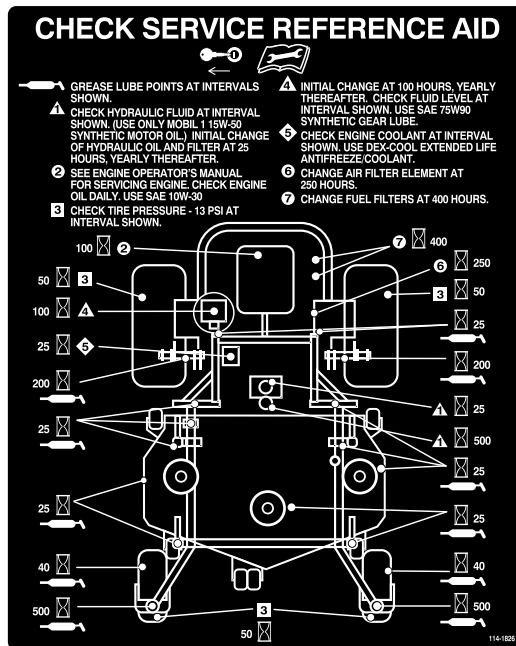 CHECK SERVICE REFERENCE AID
GREASE LUBE POINTS AT INTERVALS
SHOWN.
1 CHECK HYDRAULIC FLUID AT INTERVAL
SHOWN. (USE ONLY MOBIL 1 15W-50
SYNTHETIC MOTOR OIL.) INITIAL CHANGE
OF HYDRAULIC OIL AND FILTER AT 25
HOURS, YEARLY THEREAFTER.
2 SEE ENGINE OPERATOR'S MANUAL
FOR SERVICING ENGINE. CHECK ENGINE
OIL DAILY. USE SAE 10W-30
3 CHECK TIRE PRESSURE - 13 PSI AT
INTERVAL SHOWN.
4 INITIAL CHANGE AT 100 HOURS, YEARLY
THEREAFTER. CHECK FLUID LEVEL AT
INTERVAL SHOWN. USE SAE 75W90
SYNTHETIC GEAR LUBE.
5 CHECK ENGINE COOLANT AT INTERVAL
SHOWN. USE DEX-COOL EXTENDED LIFE
ANTIFREEZE/COOLANT.
6 CHANGE AIR FILTER ELEMENT AT
250 HOURS.
7 CHANGE FUEL FILTERS AT 400 HOURS.
100 2
50 3
100 4
25 5
200
25
25
40
500
7 400
6 250
3 50
25
200
1 25
1 500
25
25
40
500
3
50
114-1826